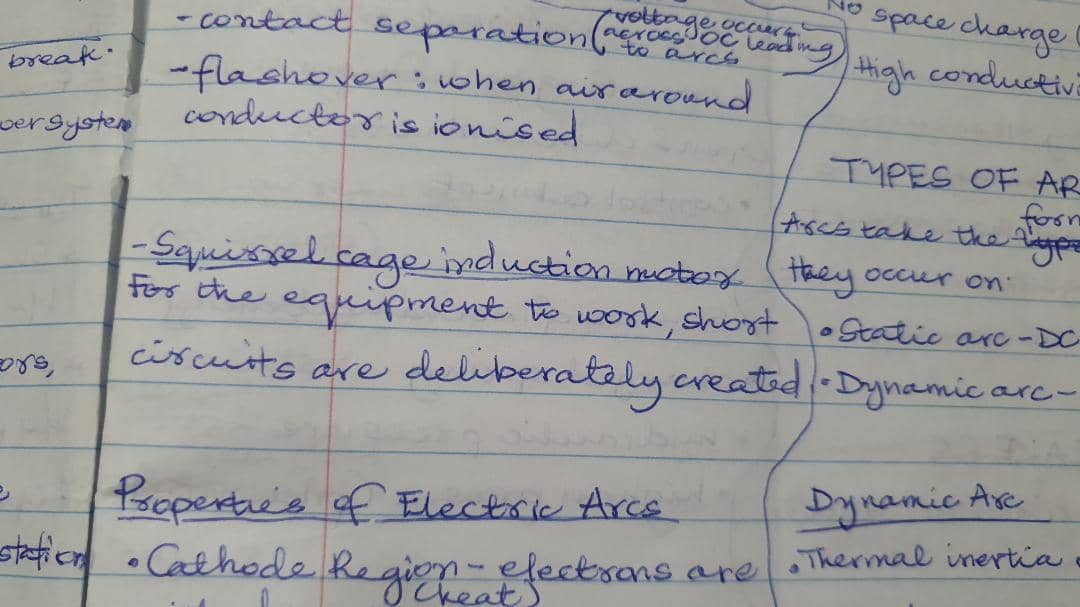 break.
per system
ors,
station
- contact separation (voltage occurs
across OC leading
to arcs)
- flashover : when air around
conductor is ionised
- Squirrel cage induction motor
For the equipment to work, short
circuits are deliberately created
Properties of Electric Arcs
• Cathode Region - electrons are
(heat)
No space charge (
High conductivi
TYPES OF AR
Arcs take the form
they occur on:
• Static arc - DC
• Dynamic arc -
Dynamic Arc
• Thermal inertia